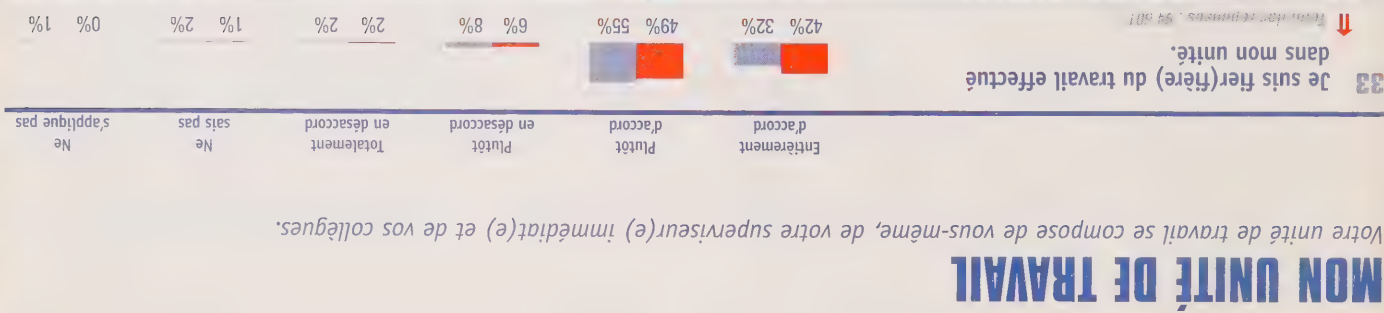 MON UNITÉ DE TRAVAIL
Votre unité de travail se compose de vous-même, de votre superviseur(e) immédiat(e) et de vos collègues.
Entièrement d'accord Plutôt d'accord Plutôt en désaccord Totalement en désaccord Ne sais pas Ne s'applique pas
33 Je suis fier(fière) du travail effectué
dans mon unité.
42% 32% 49% 55% 6% 8% 2% 2% 1% 2% 0% 1%